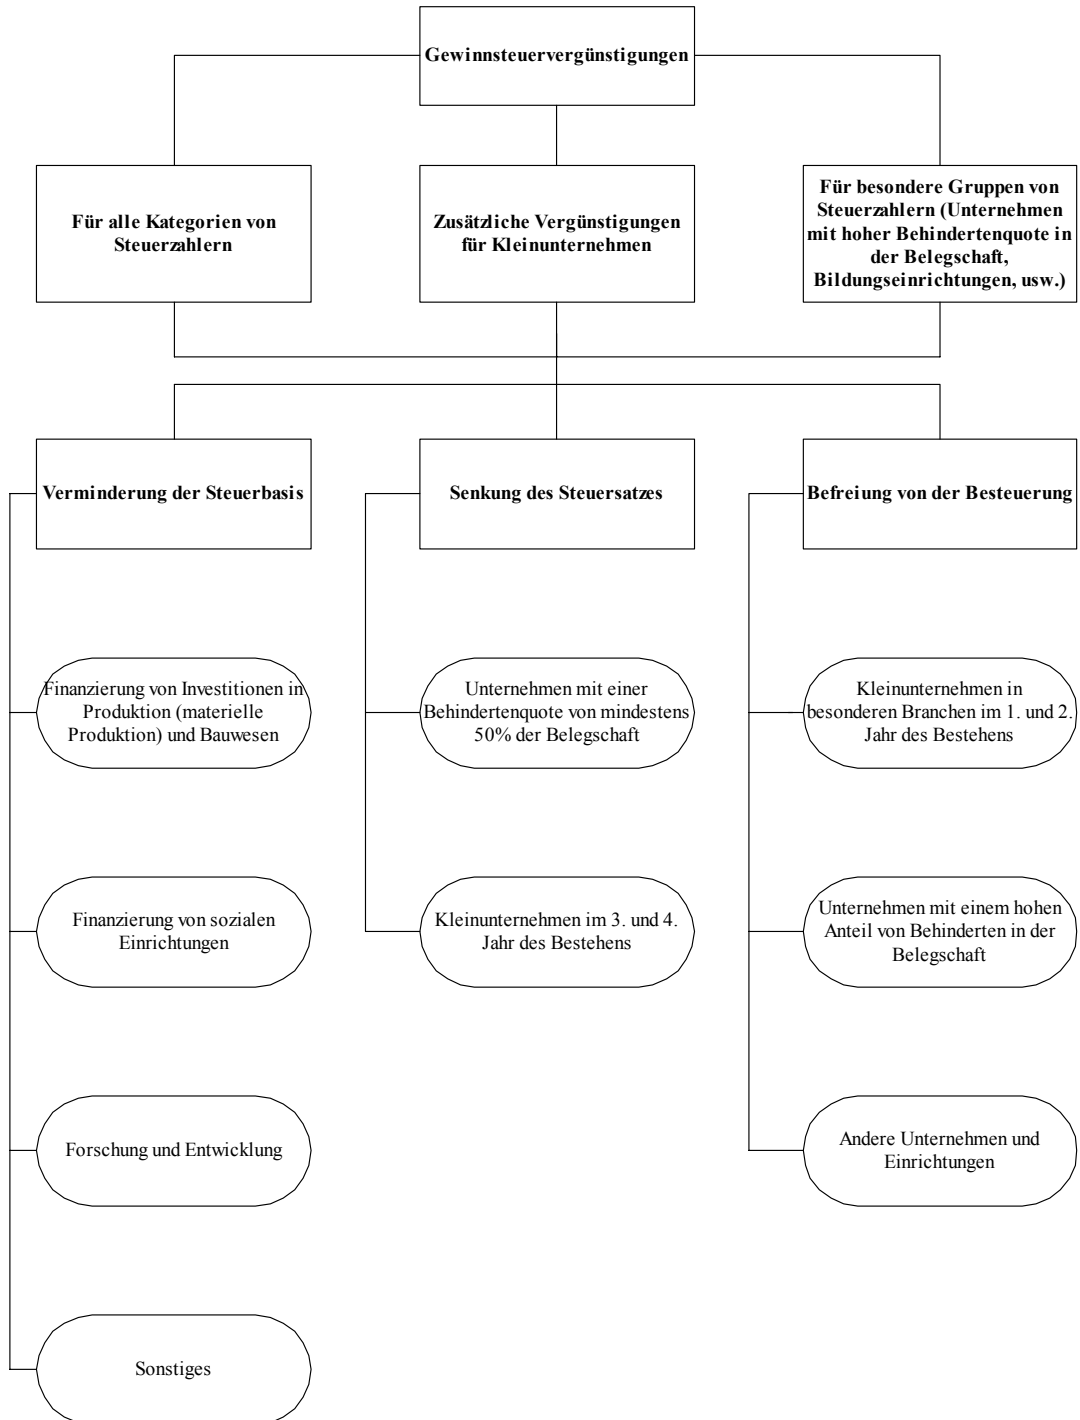 Gewinnsteuervergünstigungen
Für alle Kategorien von
Steuerzahlern
Zusätzliche Vergünstigungen
für Kleinunternehmen
Für besondere Gruppen von
Steuerzahlern (Unternehmen
mit hoher Behindertenquote in
der Belegschaft,
Bildungseinrichtungen, usw.)
Verminderung der Steuerbasis
Senkung des Steuersatzes
Befreiung von der Besteuerung
Finanzierung von Investitionen in
Produktion (materielle
Produktion) und Bauwesen
Unternehmen mit einer
Behindertenquote von mindestens
50% der Belegschaft
Kleinunternehmen in
besonderen Branchen im 1. und 2.
Jahr des Bestehens
Finanzierung von sozialen
Einrichtungen
Kleinunternehmen im 3. und 4.
Jahr des Bestehens
Unternehmen mit einem hohen
Anteil von Behinderten in der
Belegschaft
Forschung und Entwicklung
Andere Unternehmen und
Einrichtungen
Sonstiges